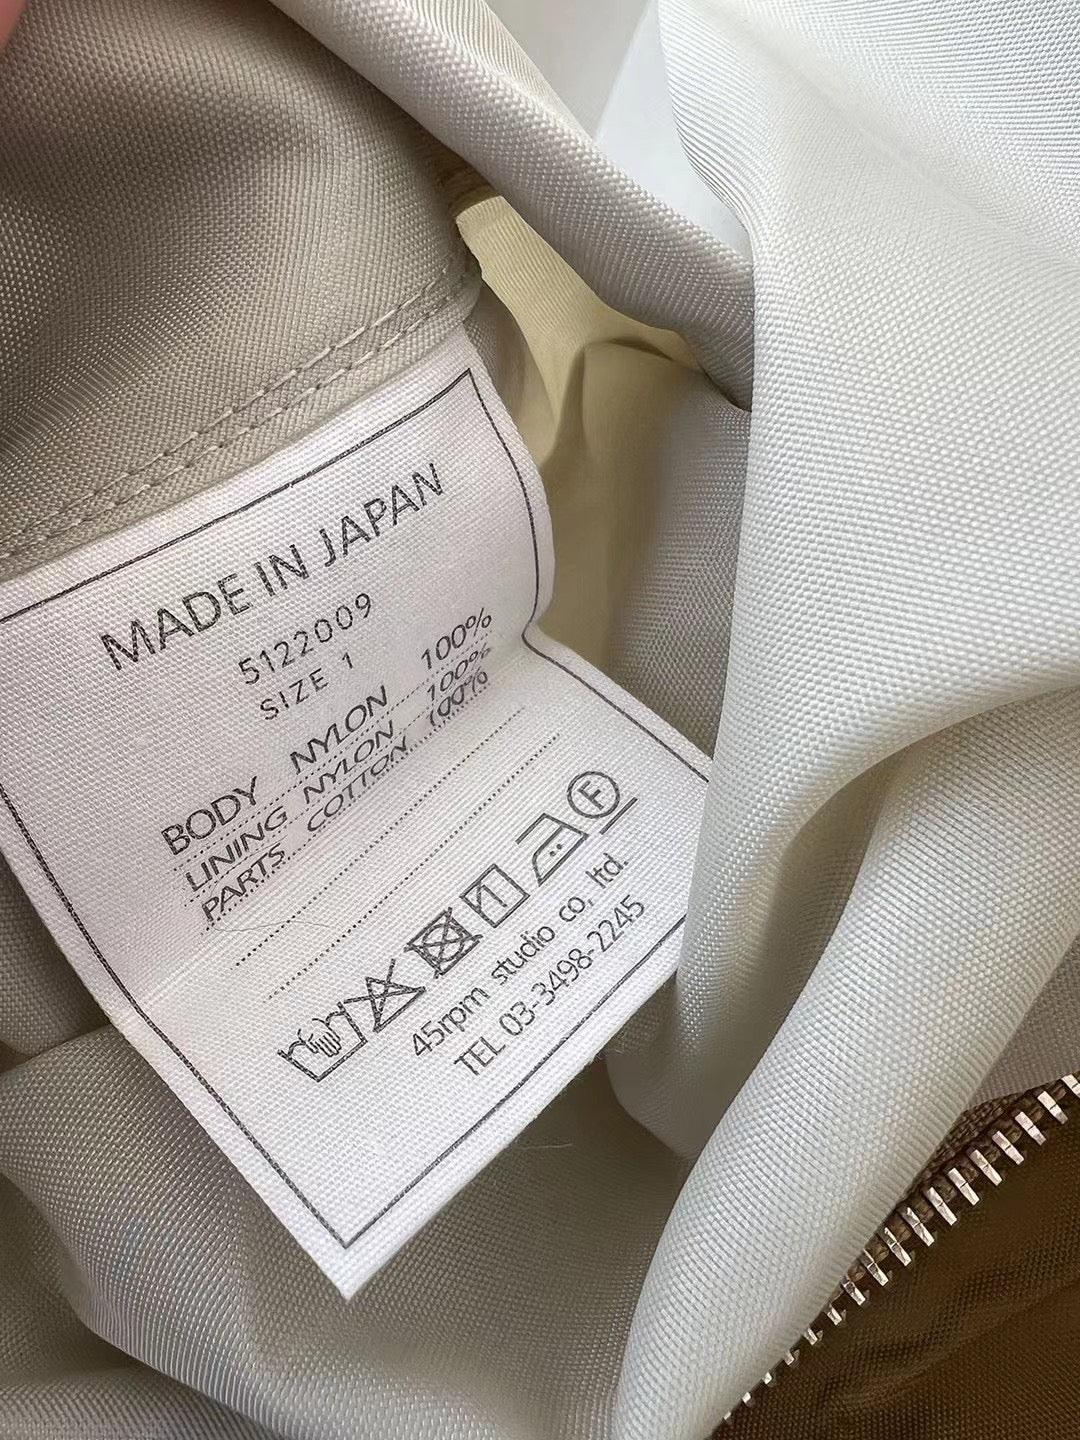 MADE IN JAPAN
5122009
SIZE 1
BODY NYLON 100%
LINING NYLON 100%
PARTS COTTON 100%
F
45rpm studio co, ltd.
TEL 03-3498-2245